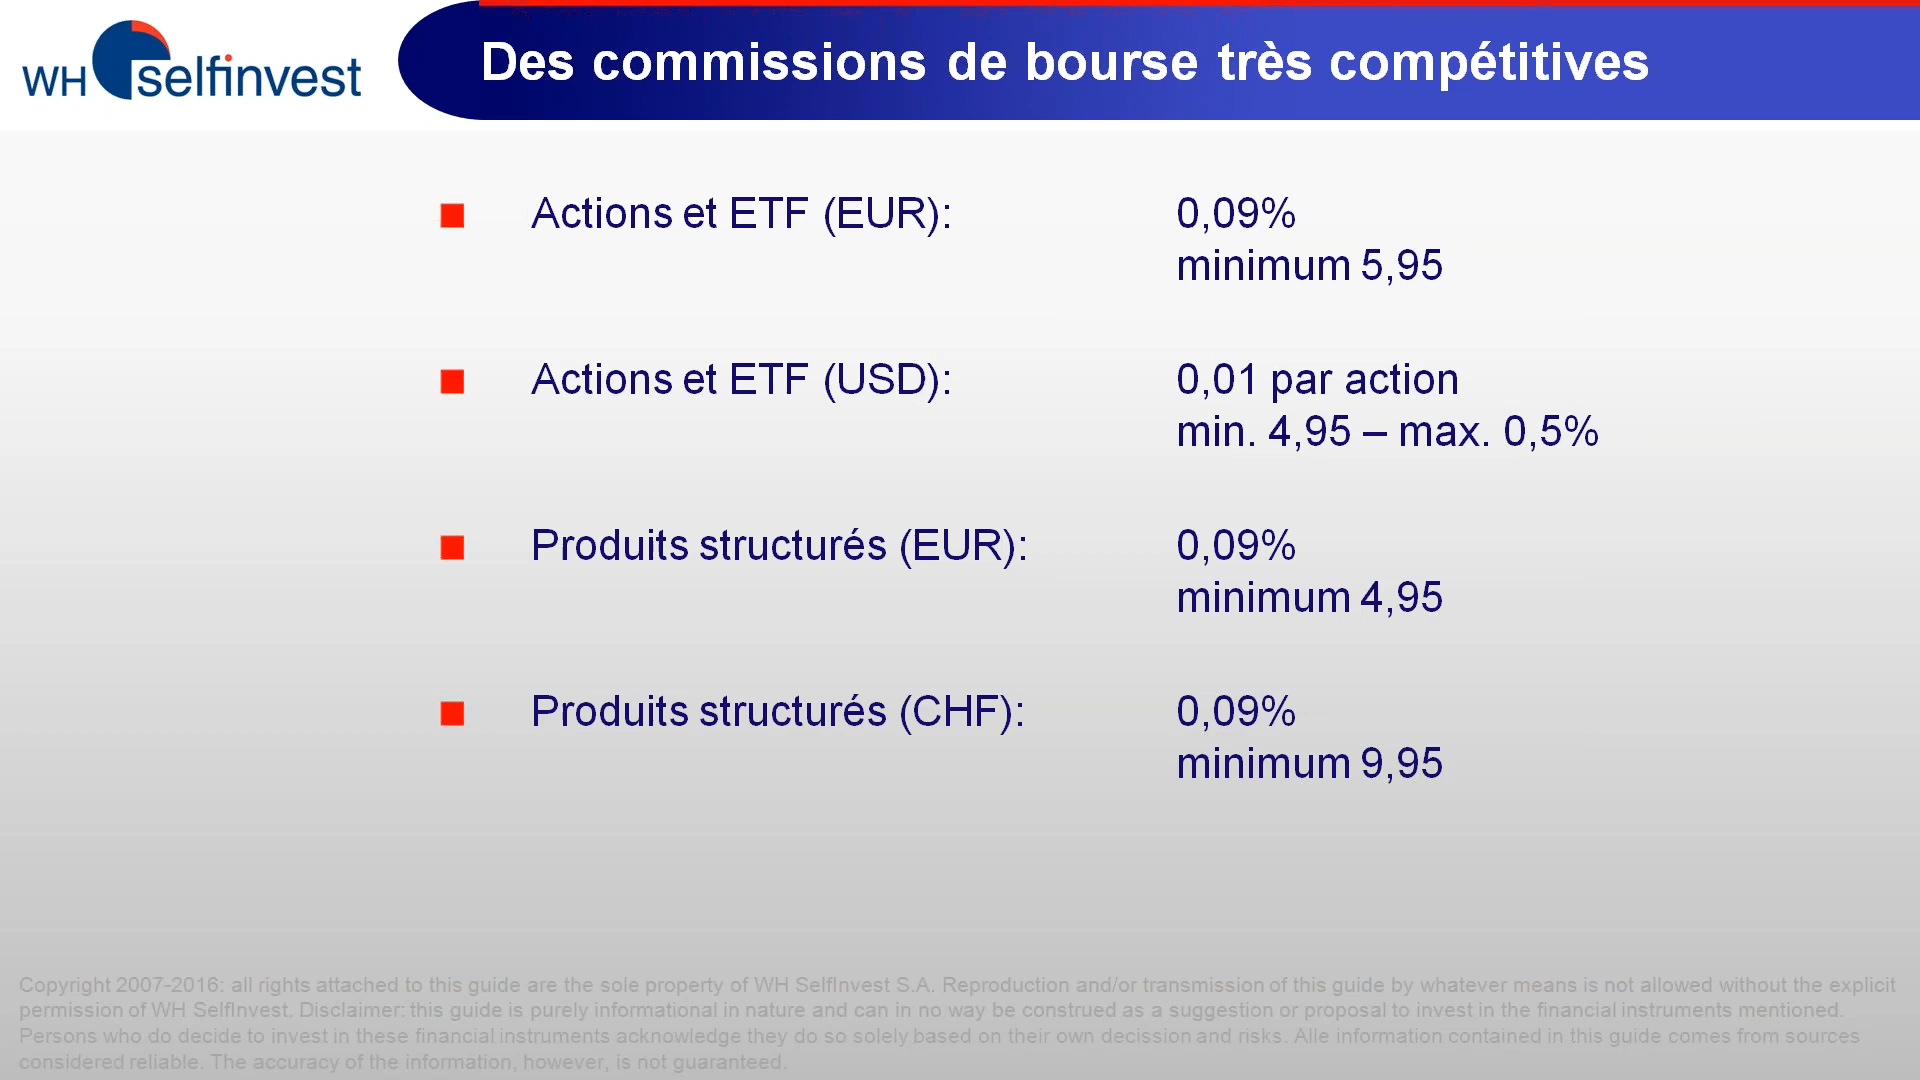 WH selfinvest
Des commissions de bourse très compétitives
Actions et ETF (EUR): 0,09%
minimum 5,95
Actions et ETF (USD): 0,01 par action
min. 4,95 – max. 0,5%
Produits structurés (EUR): 0,09%
minimum 4,95
Produits structurés (CHF): 0,09%
minimum 9,95
Copyright 2007-2016: all rights attached to this guide are the sole property of WH SelfInvest S.A. Reproduction and/or transmission of this guide by whatever means is not allowed without the explicit
permission of WH SelfInvest. Disclaimer: this guide is purely informational in nature and can in no way be construed as a suggestion or proposal to invest in the financial instruments mentioned.
Persons who do decide to invest in these financial instruments acknowledge they do so solely based on their own decission and risks. Alle information contained in this guide comes from sources
considered reliable. The accuracy of the information, however, is not guaranteed.